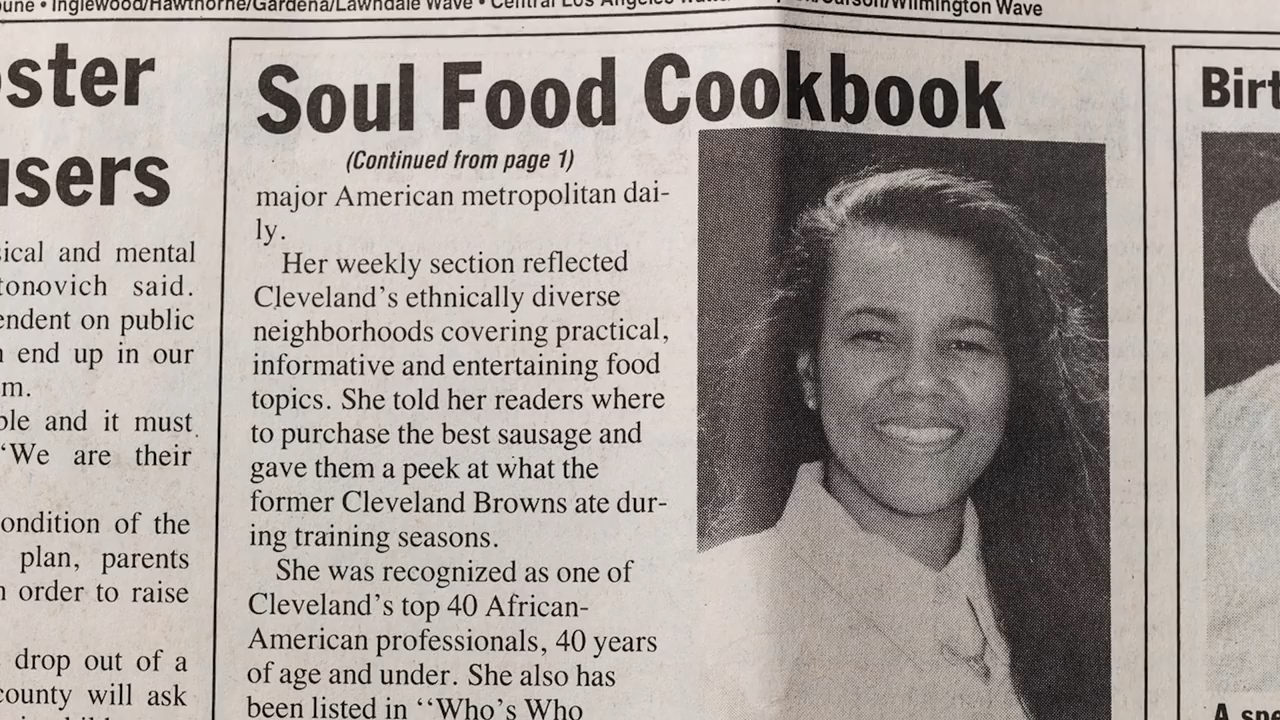 Inglewood/Hawthorne/Gardena/Lawndale Wave • Central Los Angeles Wilmington Wave
Soul Food Cookbook
(Continued from page 1)
major American metropolitan dai-
ly.
Her weekly section reflected
Cleveland's ethnically diverse
neighborhoods covering practical,
informative and entertaining food
topics. She told her readers where
to purchase the best sausage and
gave them a peek at what the
former Cleveland Browns ate dur-
ing training seasons.
She was recognized as one of
Cleveland's top 40 African-
American professionals, 40 years
of age and under. She also has
been listed in ‘‘Who's Who
ster
sers
sical and mental
tonovich said.
endent on public
end up in our
m.
ble and it must
‘We are their
ondition of the
plan, parents
order to raise
drop out of a
county will ask
Birt
A spe